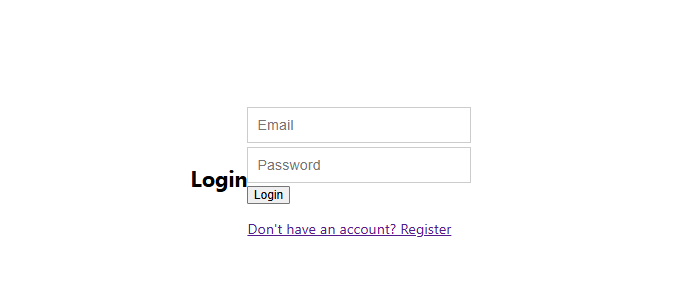 Email
Password
Login
Login
Don't have an account? Register